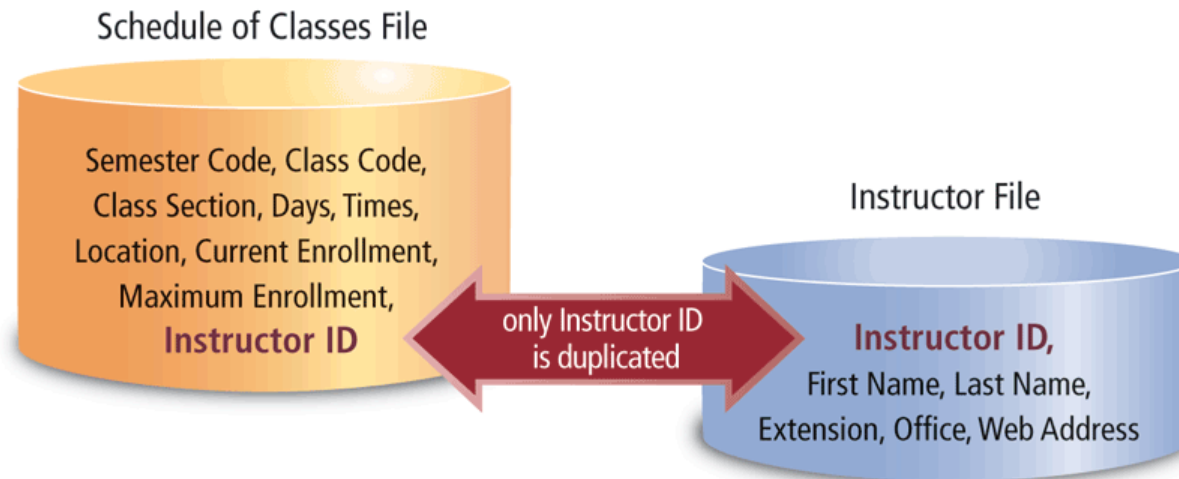 Schedule of Classes File
Semester Code, Class Code,
Class Section, Days, Times,
Location, Current Enrollment,
Maximum Enrollment,
Instructor ID
only Instructor ID
is duplicated
Instructor File
Instructor ID,
First Name, Last Name,
Extension, Office, Web Address